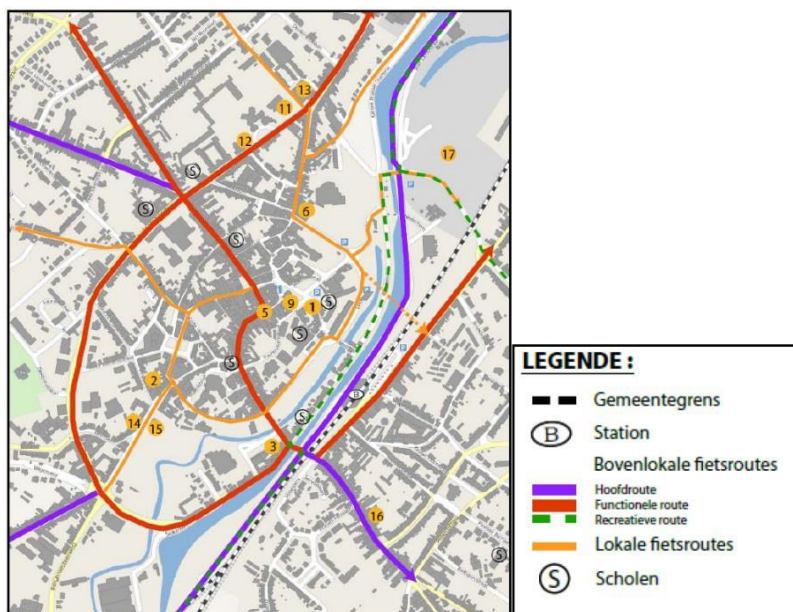 13
11
12
17
S
S
6
S
P
P
9
1
S
5
S
S
2
B
14
15
S
3
16
S
LEGENDE :
Gemeentegrens
B Station
Bovenlokale fietsroutes
Hoofdroute
Functionele route
Recreatieve route
Lokale fietsroutes
S Scholen